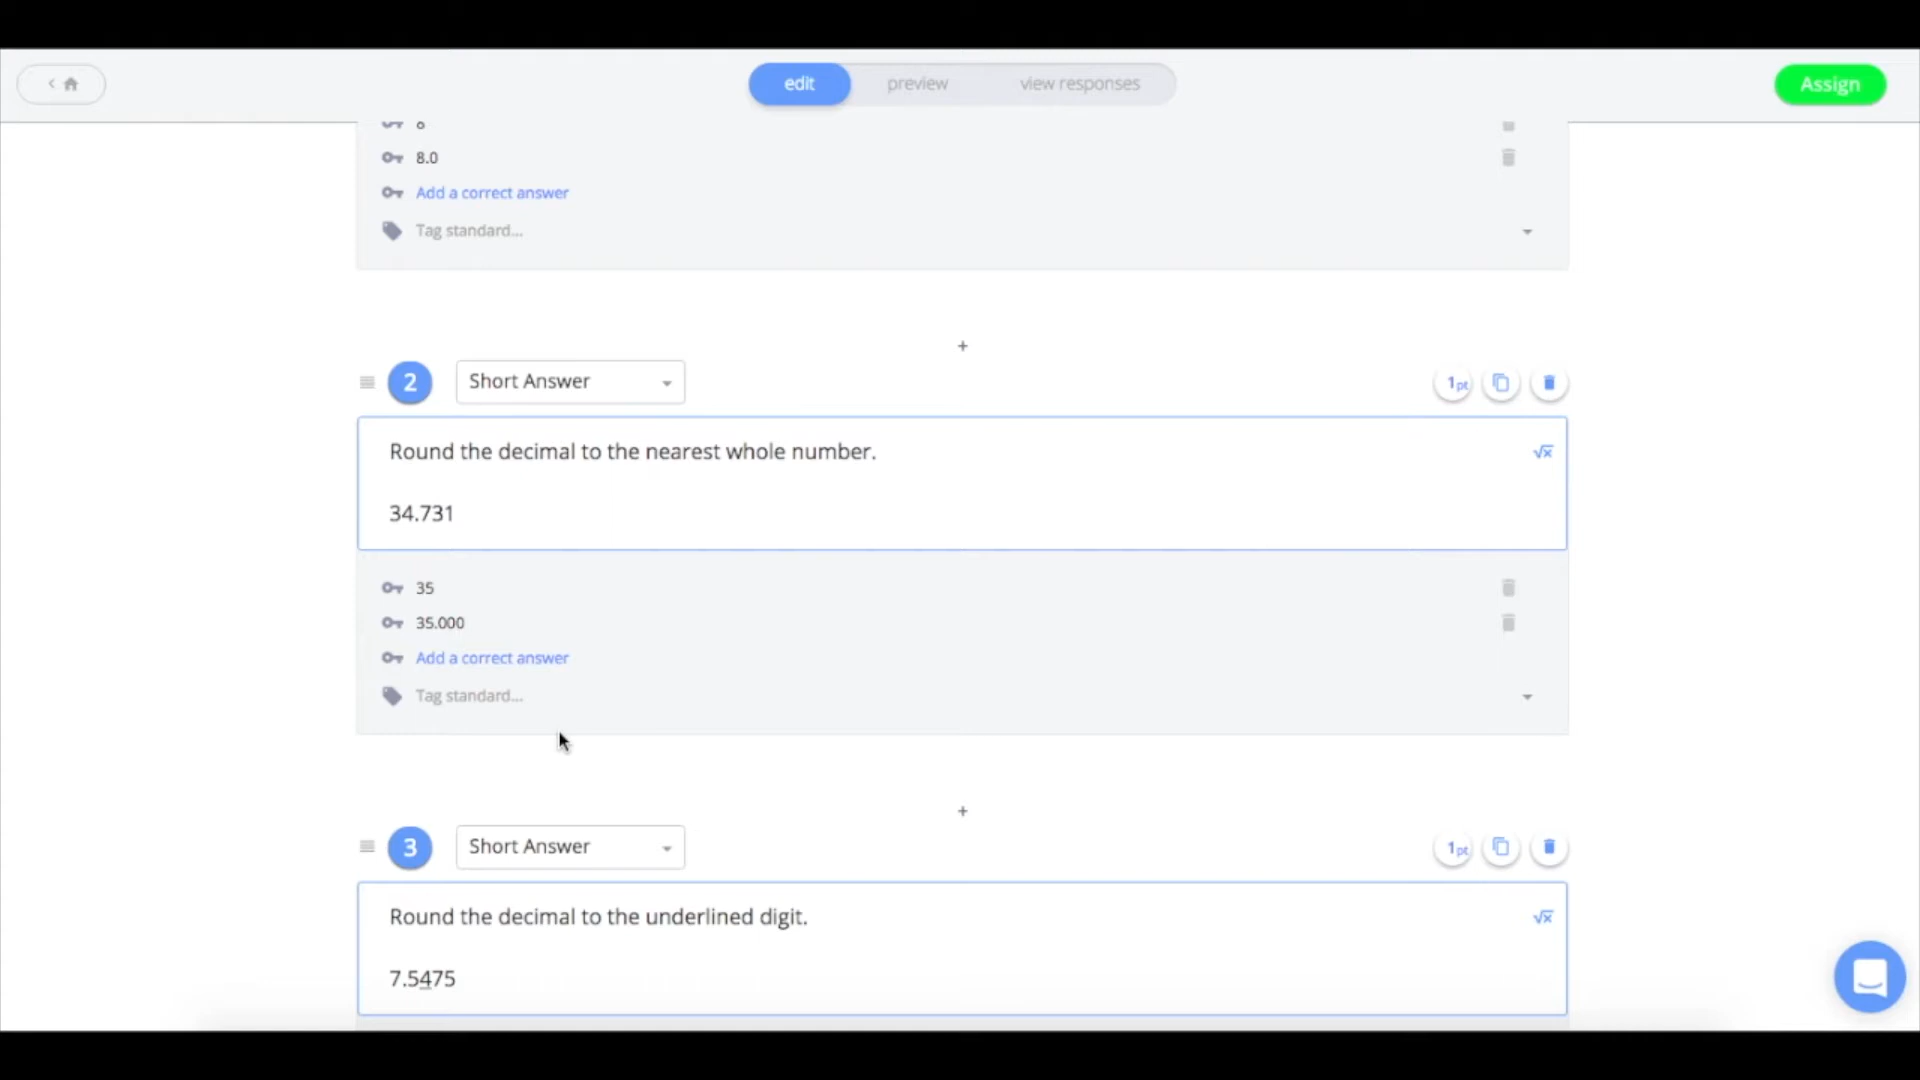 edit
preview
view responses
Assign
8
8.0
Add a correct answer
Tag standard...
+
2
Short Answer
1pt
Round the decimal to the nearest whole number.
√x
34.731
35
35.000
Add a correct answer
Tag standard...
+
3
Short Answer
1pt
Round the decimal to the underlined digit.
√x
7.5475